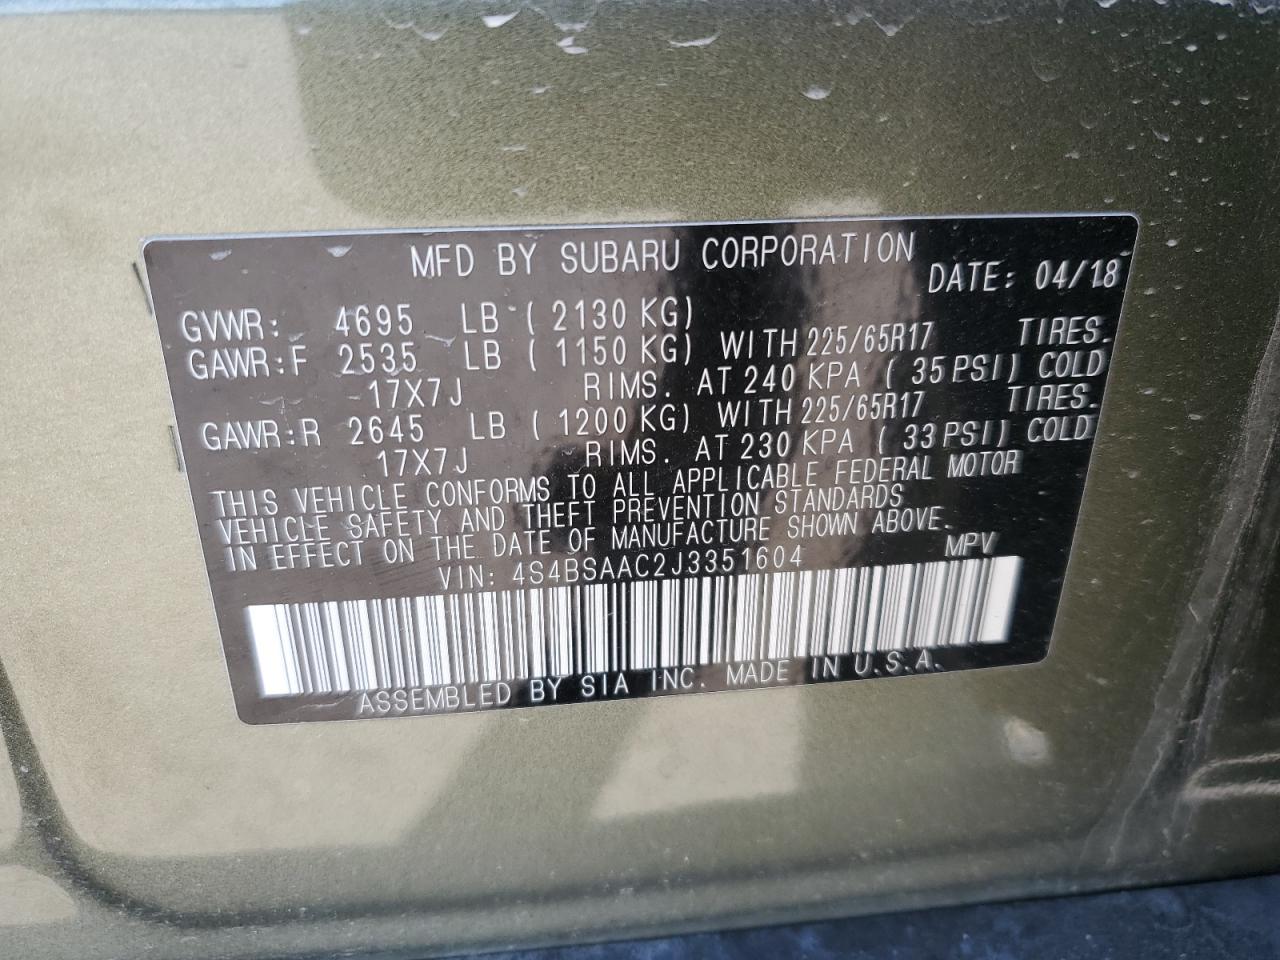 MFD BY SUBARU CORPORATION
DATE: 04/18
GVWR: 4695 LB ( 2130 KG)
GAWR:F 2535 LB ( 1150 KG) WITH 225/65R17 TIRES.
17X7J RIMS. AT 240 KPA ( 35 PSI) COLD
GAWR:R 2645 LB ( 1200 KG) WITH 225/65R17 TIRES.
17X7J RIMS. AT 230 KPA ( 33 PSI) COLD
THIS VEHICLE CONFORMS TO ALL APPLICABLE FEDERAL MOTOR
VEHICLE SAFETY AND THEFT PREVENTION STANDARDS
IN EFFECT ON THE DATE OF MANUFACTURE SHOWN ABOVE.
VIN: 4S4BSAAC2J3351604 MPV
ASSEMBLED BY SIA INC. MADE IN U.S.A.